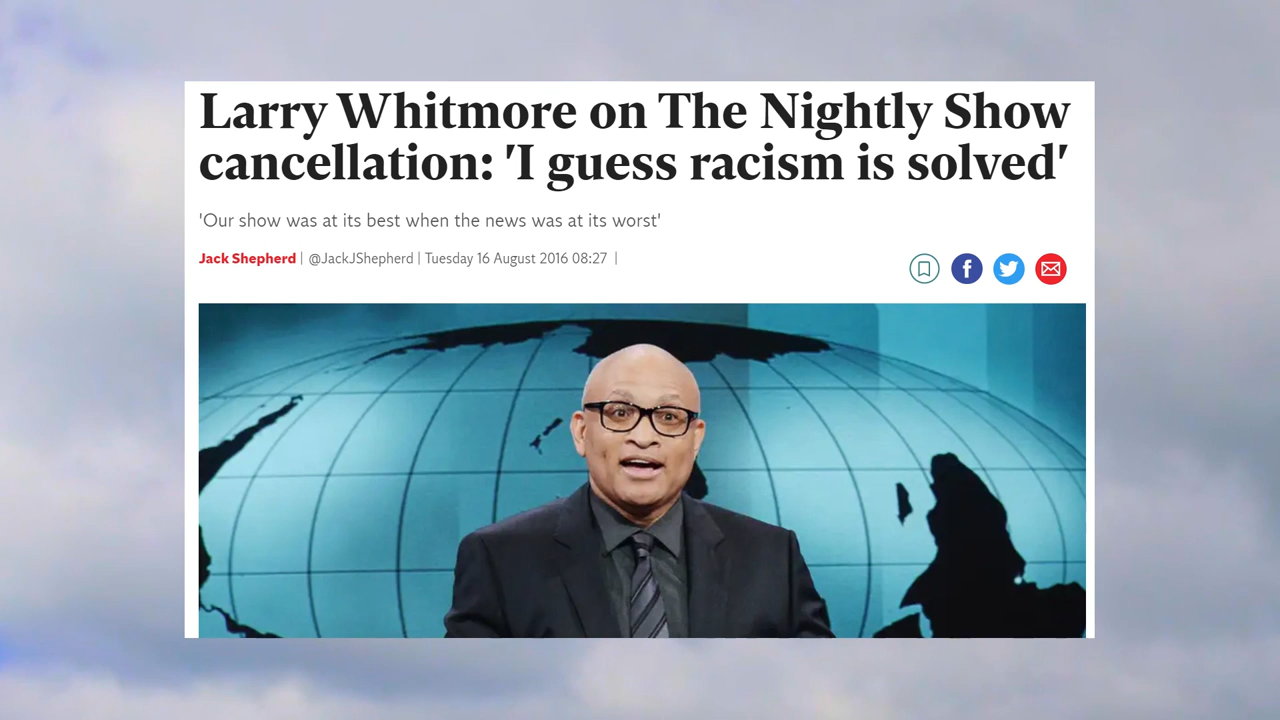 Larry Whitmore on The Nightly Show
cancellation: 'I guess racism is solved'
'Our show was at its best when the news was at its worst'
Jack Shepherd | @JackJShepherd | Tuesday 16 August 2016 08:27 |